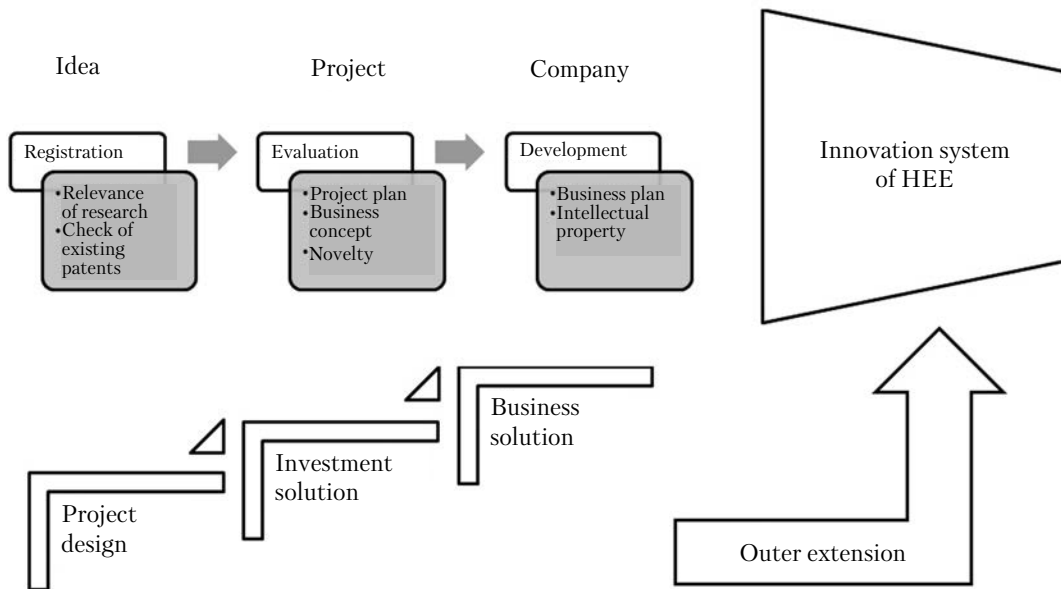 Idea
Project
Company
Registration
•Relevance
of research
•Check of
existing
patents
Evaluation
•Project plan
•Business
concept
•Novelty
Development
•Business plan
•Intellectual
property
Innovation system
of HEE
Project
design
Investment
solution
Business
solution
Outer extension